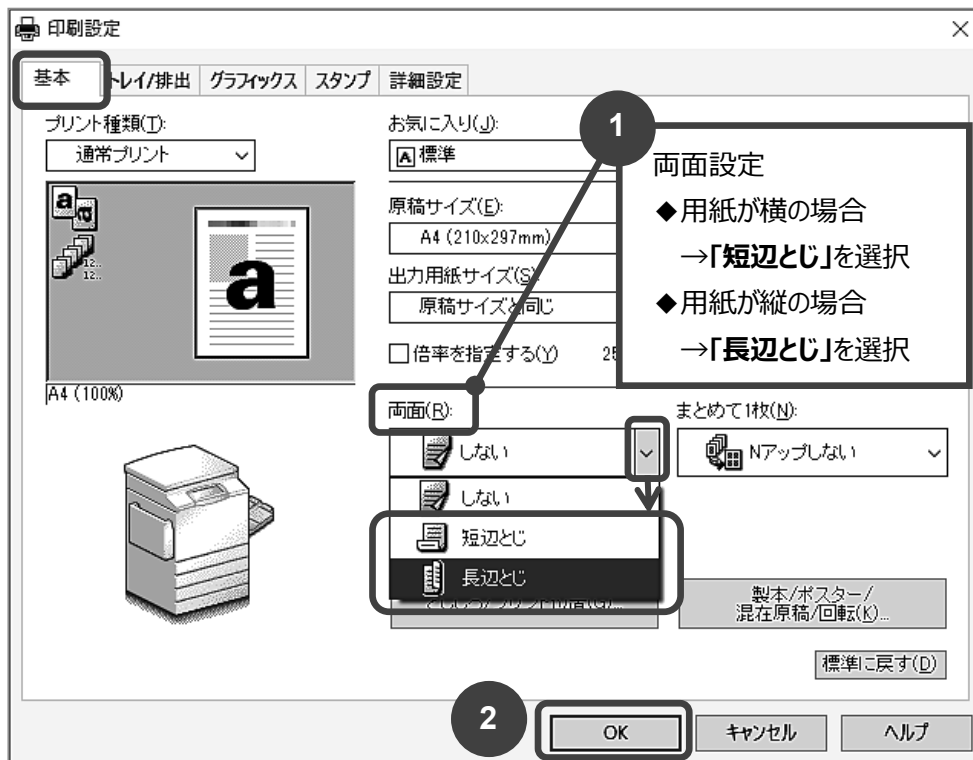 印刷設定
基本
トレイ/排出
グラフィックス
スタンプ
詳細設定
プリント種類(T):
通常プリント
お気に入り(J):
標準
原稿サイズ(E):
A4 (210x297mm)
出力用紙サイズ(S):
原稿サイズと同じ
倍率を指定する(Y)
A4 (100%)
1
両面設定
◆用紙が横の場合
→「短辺とじ」を選択
◆用紙が縦の場合
→「長辺とじ」を選択
両面(R):
しない
しない
短辺とじ
長辺とじ
まとめて1枚(N):
Nアップしない
製本/ポスター/
混在原稿/回転(K)...
標準に戻す(D)
2
OK
キャンセル
ヘルプ